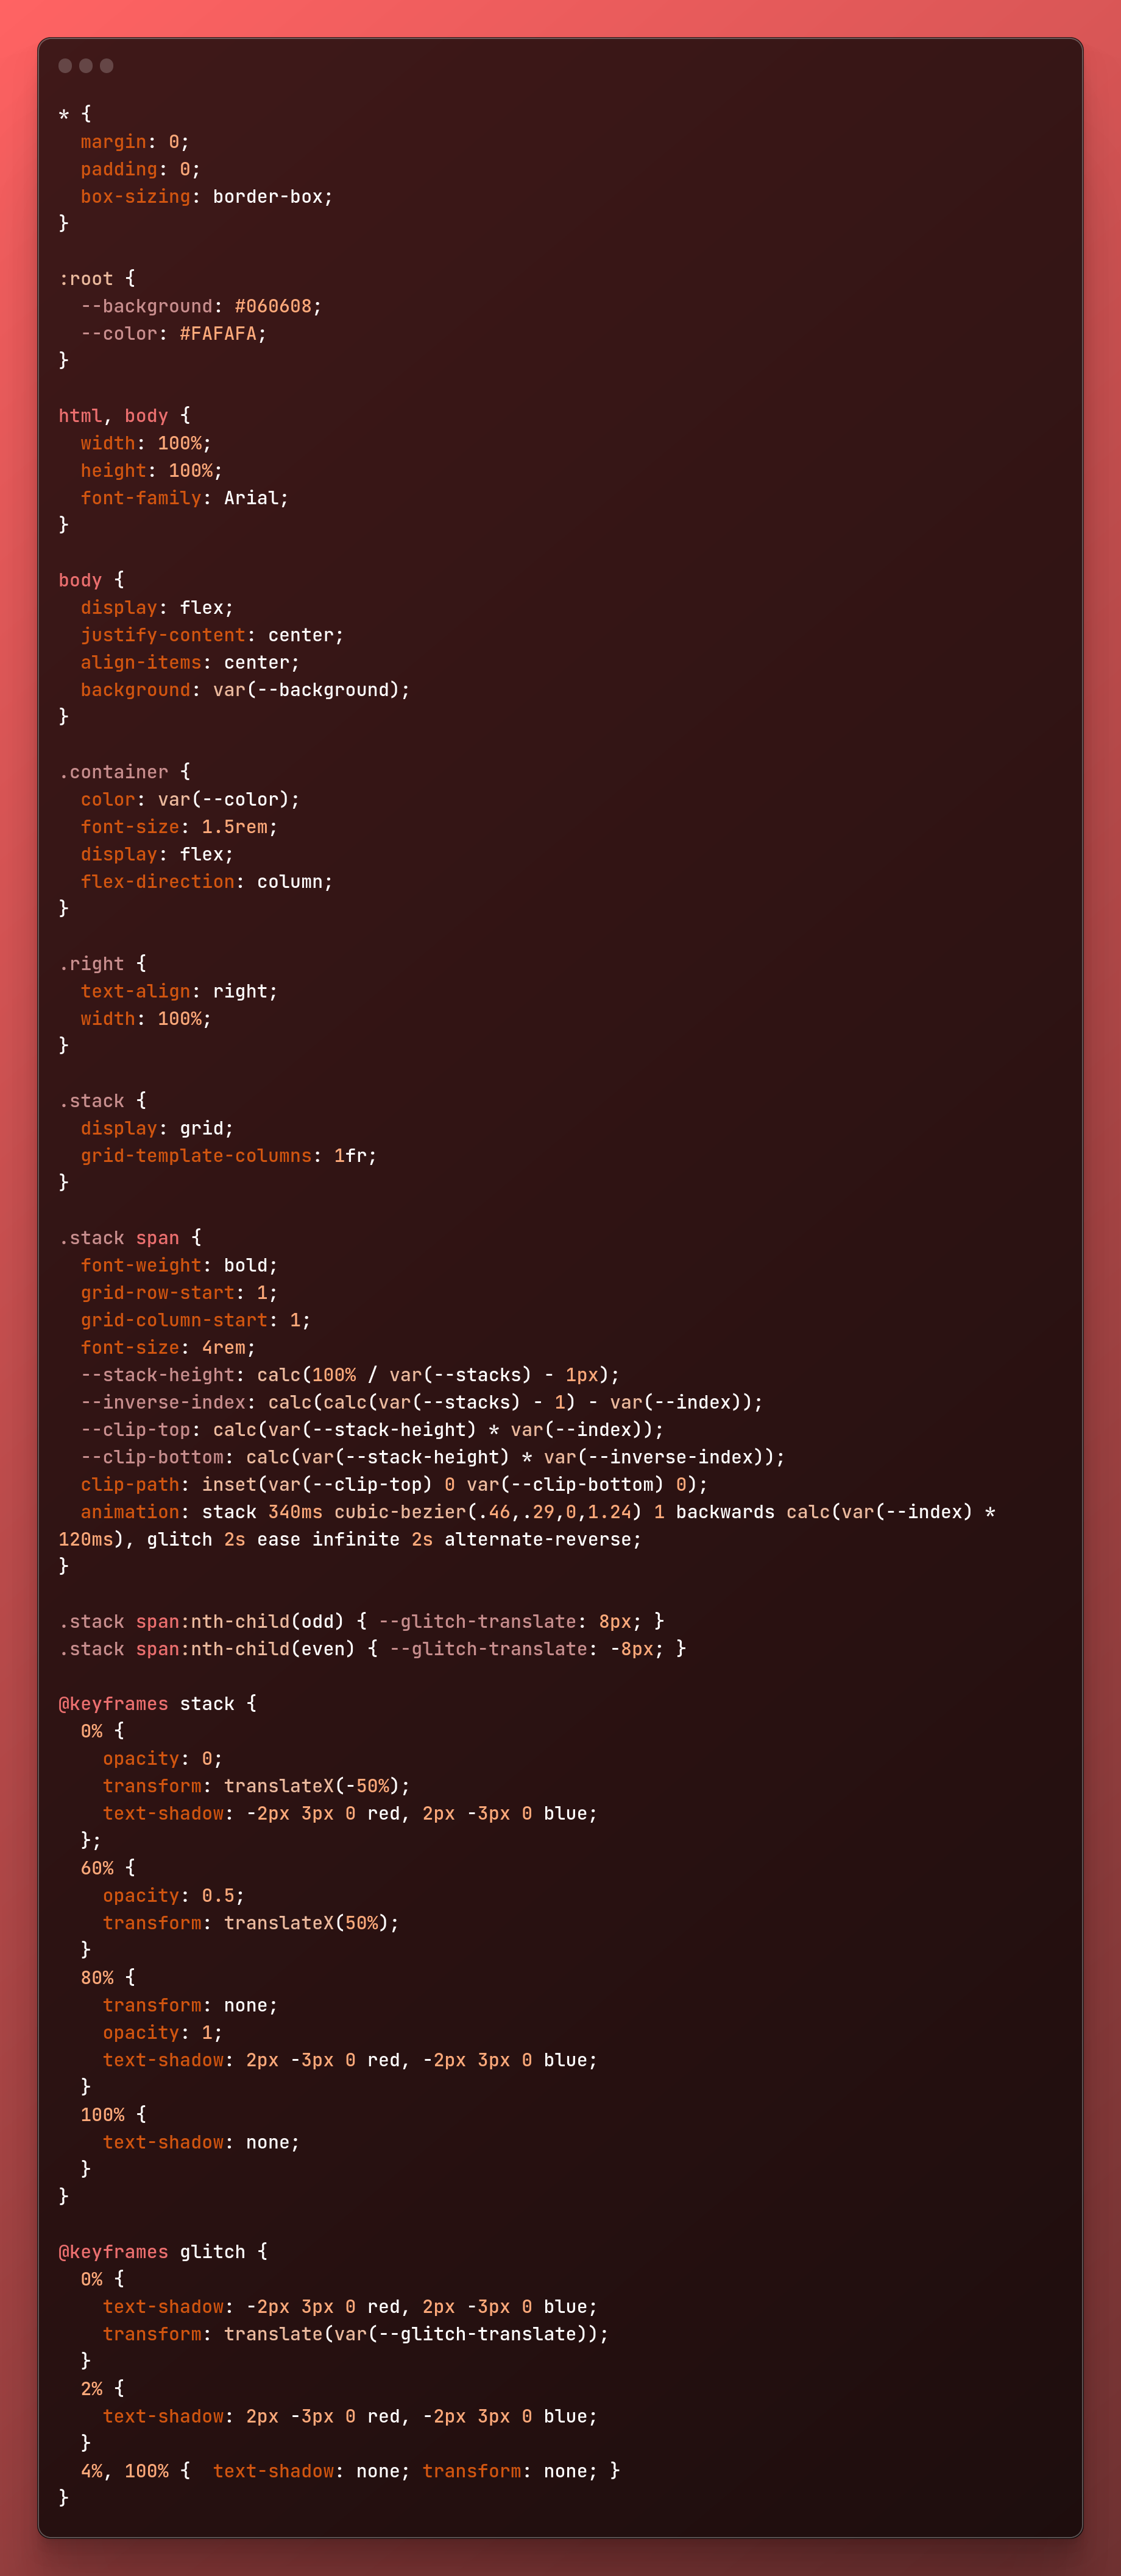 * {
  margin: 0;
  padding: 0;
  box-sizing: border-box;
}

:root {
  --background: #060608;
  --color: #FAFAFA;
}

html, body {
  width: 100%;
  height: 100%;
  font-family: Arial;
}

body {
  display: flex;
  justify-content: center;
  align-items: center;
  background: var(--background);
}

.container {
  color: var(--color);
  font-size: 1.5rem;
  display: flex;
  flex-direction: column;
}

.right {
  text-align: right;
  width: 100%;
}

.stack {
  display: grid;
  grid-template-columns: 1fr;
}

.stack span {
  font-weight: bold;
  grid-row-start: 1;
  grid-column-start: 1;
  font-size: 4rem;
  --stack-height: calc(100% / var(--stacks) - 1px);
  --inverse-index: calc(calc(var(--stacks) - 1) - var(--index));
  --clip-top: calc(var(--stack-height) * var(--index));
  --clip-bottom: calc(var(--stack-height) * var(--inverse-index));
  clip-path: inset(var(--clip-top) 0 var(--clip-bottom) 0);
  animation: stack 340ms cubic-bezier(.46,.29,0,1.24) 1 backwards calc(var(--index) *
120ms), glitch 2s ease infinite 2s alternate-reverse;
}

.stack span:nth-child(odd) { --glitch-translate: 8px; }
.stack span:nth-child(even) { --glitch-translate: -8px; }

@keyframes stack {
  0% {
    opacity: 0;
    transform: translateX(-50%);
    text-shadow: -2px 3px 0 red, 2px -3px 0 blue;
  };
  60% {
    opacity: 0.5;
    transform: translateX(50%);
  }
  80% {
    transform: none;
    opacity: 1;
    text-shadow: 2px -3px 0 red, -2px 3px 0 blue;
  }
  100% {
    text-shadow: none;
  }
}

@keyframes glitch {
  0% {
    text-shadow: -2px 3px 0 red, 2px -3px 0 blue;
    transform: translate(var(--glitch-translate));
  }
  2% {
    text-shadow: 2px -3px 0 red, -2px 3px 0 blue;
  }
  4%, 100% {  text-shadow: none; transform: none; }
}